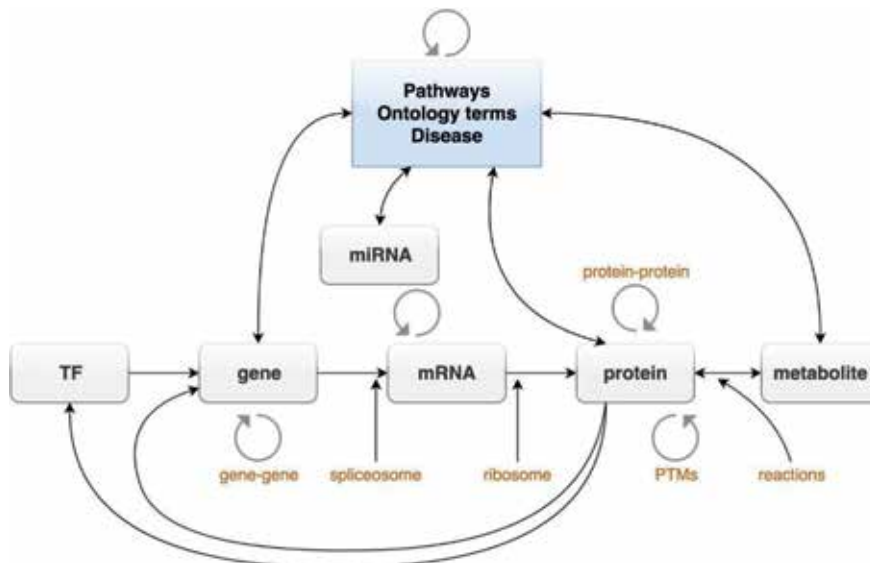 Pathways
Ontology terms
Disease
miRNA
protein-protein
TF
gene
mRNA
protein
metabolite
gene-gene
spliceosome
ribosome
PTMs
reactions